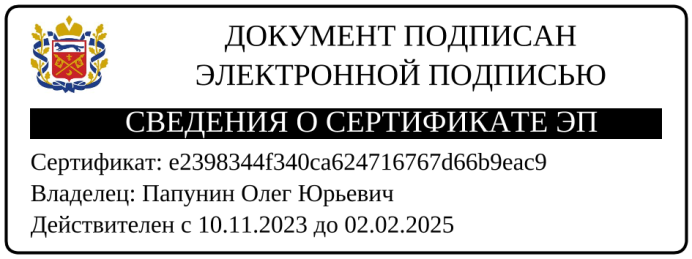 ДОКУМЕНТ ПОДПИСАН
ЭЛЕКТРОННОЙ ПОДПИСЬЮ
СВЕДЕНИЯ О СЕРТИФИКАТЕ ЭП
Сертификат: e2398344f340ca624716767d66b9eac9
Владелец: Папунин Олег Юрьевич
Действителен с 10.11.2023 до 02.02.2025